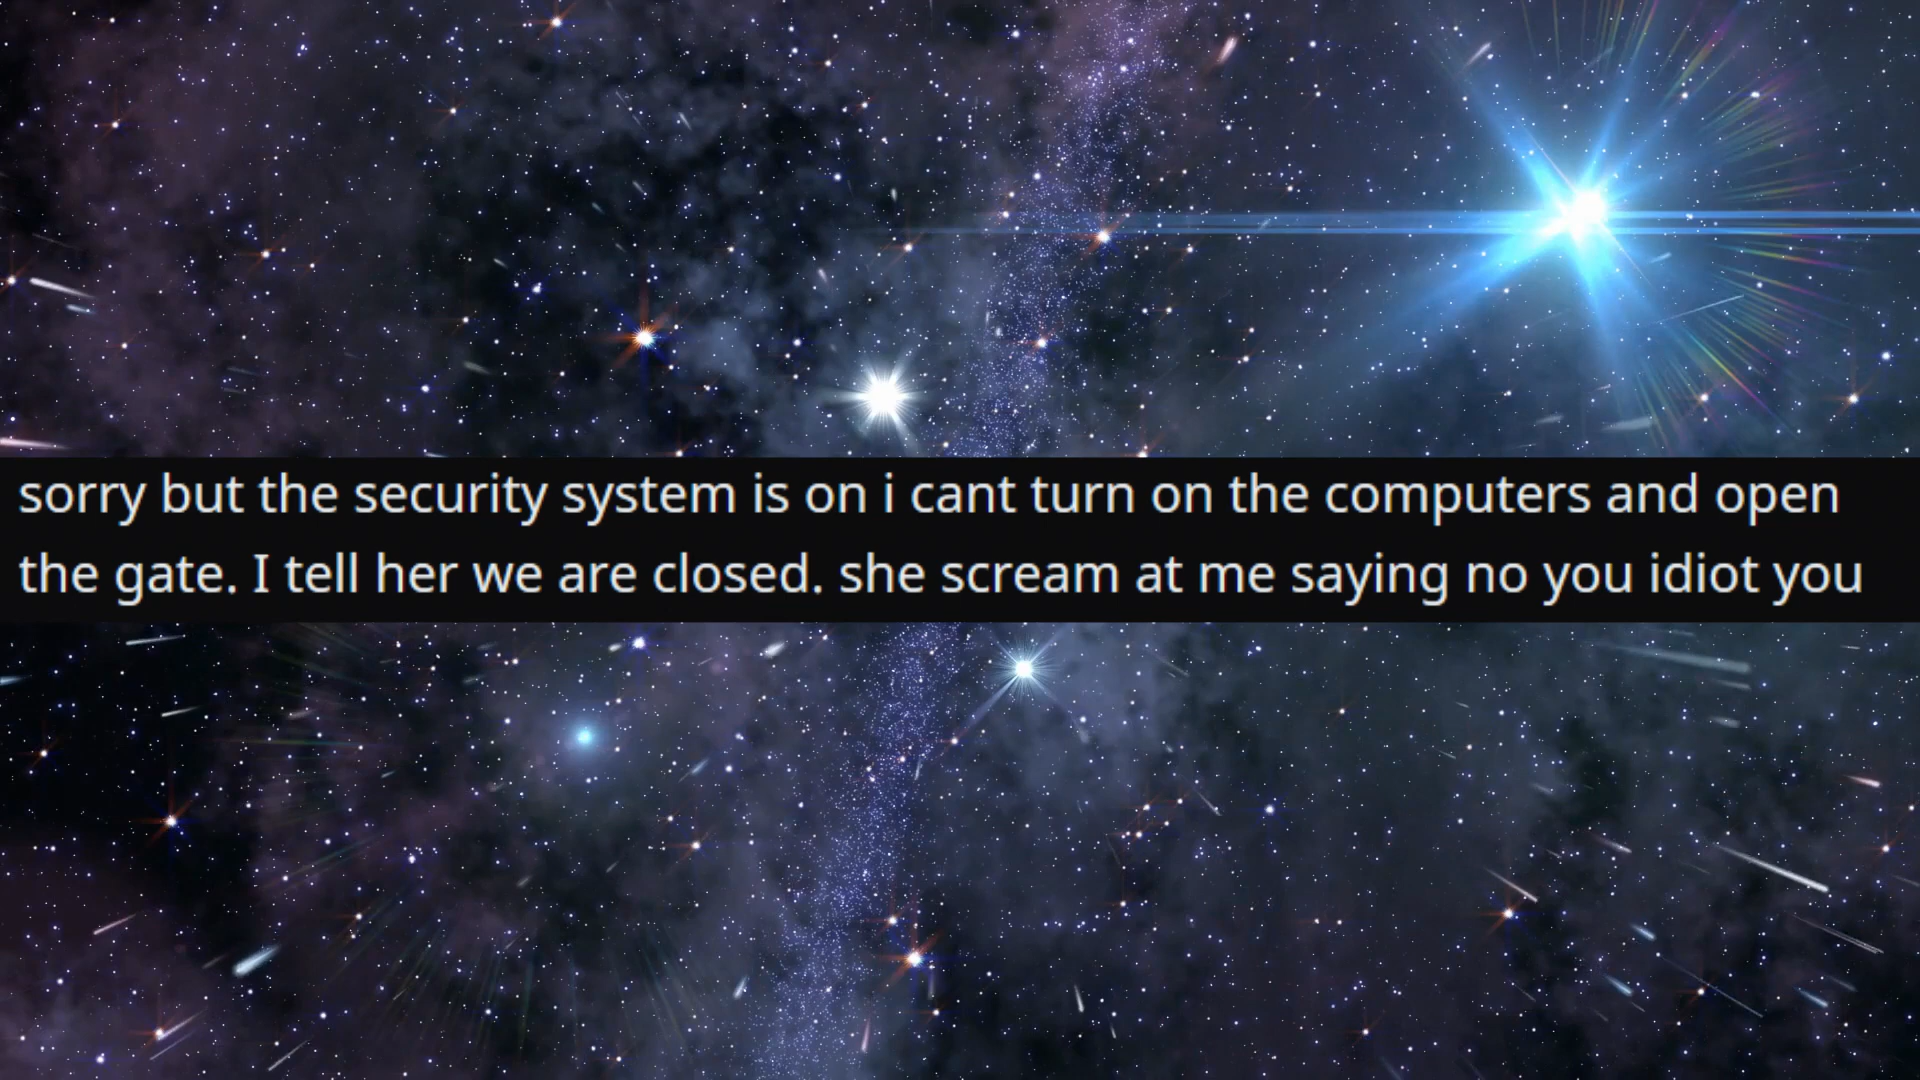 sorry but the security system is on i cant turn on the computers and open
the gate. I tell her we are closed. she scream at me saying no you idiot you